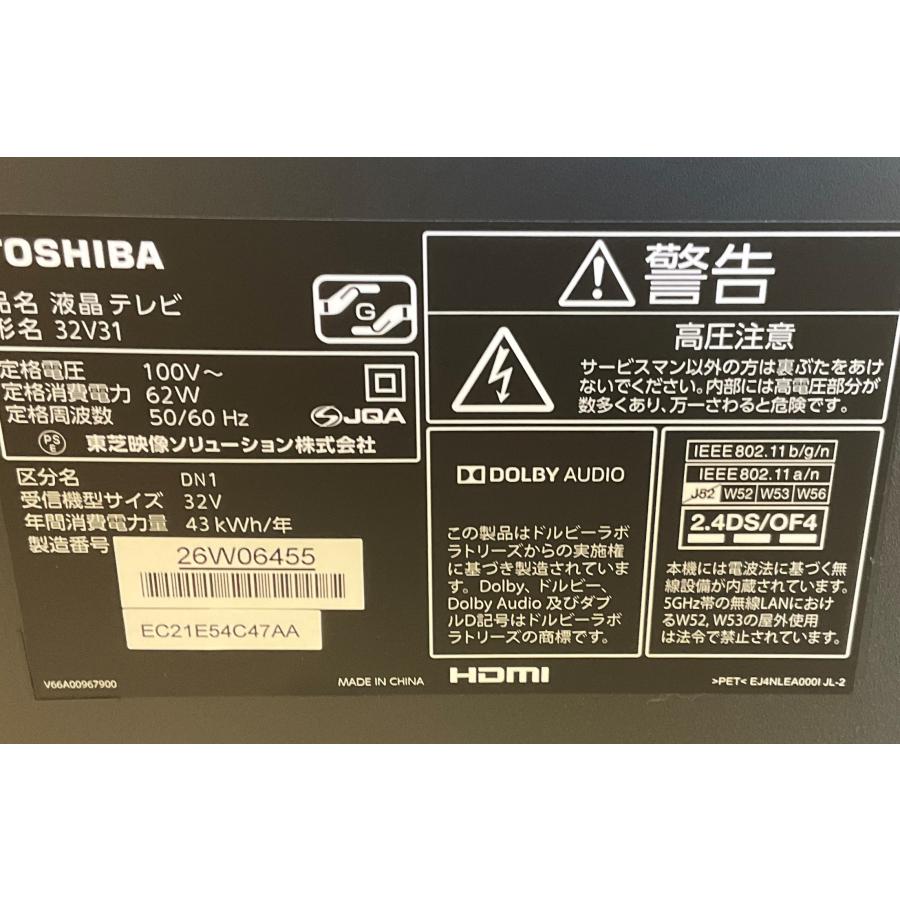 TOSHIBA
品名 液晶テレビ
形名 32V31
G
定格電圧 100V～
定格消費電力 62W
定格周波数 50/60 Hz
JQA
PS
E
東芝映像ソリューション株式会社
区分名 DN1
受信機型サイズ 32V
年間消費電力量 43 kWh/年
製造番号
26W06455
EC21E54C47AA
V66A00967900
MADE IN CHINA
警告
高圧注意
サービスマン以外の方は裏ぶたをあけ
ないでください。内部には高電圧部分が
数多くあり、万一さわると危険です。
DOLBY AUDIO
この製品はドルビーラボ
ラトリーズからの実施権
に基づき製造されていま
す。Dolby、ドルビー、
Dolby Audio 及びダブ
ルD記号はドルビーラボ
ラトリーズの商標です。
HDMI
IEEE802.11b/g/n
IEEE802.11a/n
J52 W52 W53 W56
2.4DS/OF4
本機には電波法に基づく無
線設備が内蔵されています。
5GHz帯の無線LANにおけ
るW52, W53の屋外使用
は法令で禁止されています。
>PET< EJ4NLEA000I JL-2